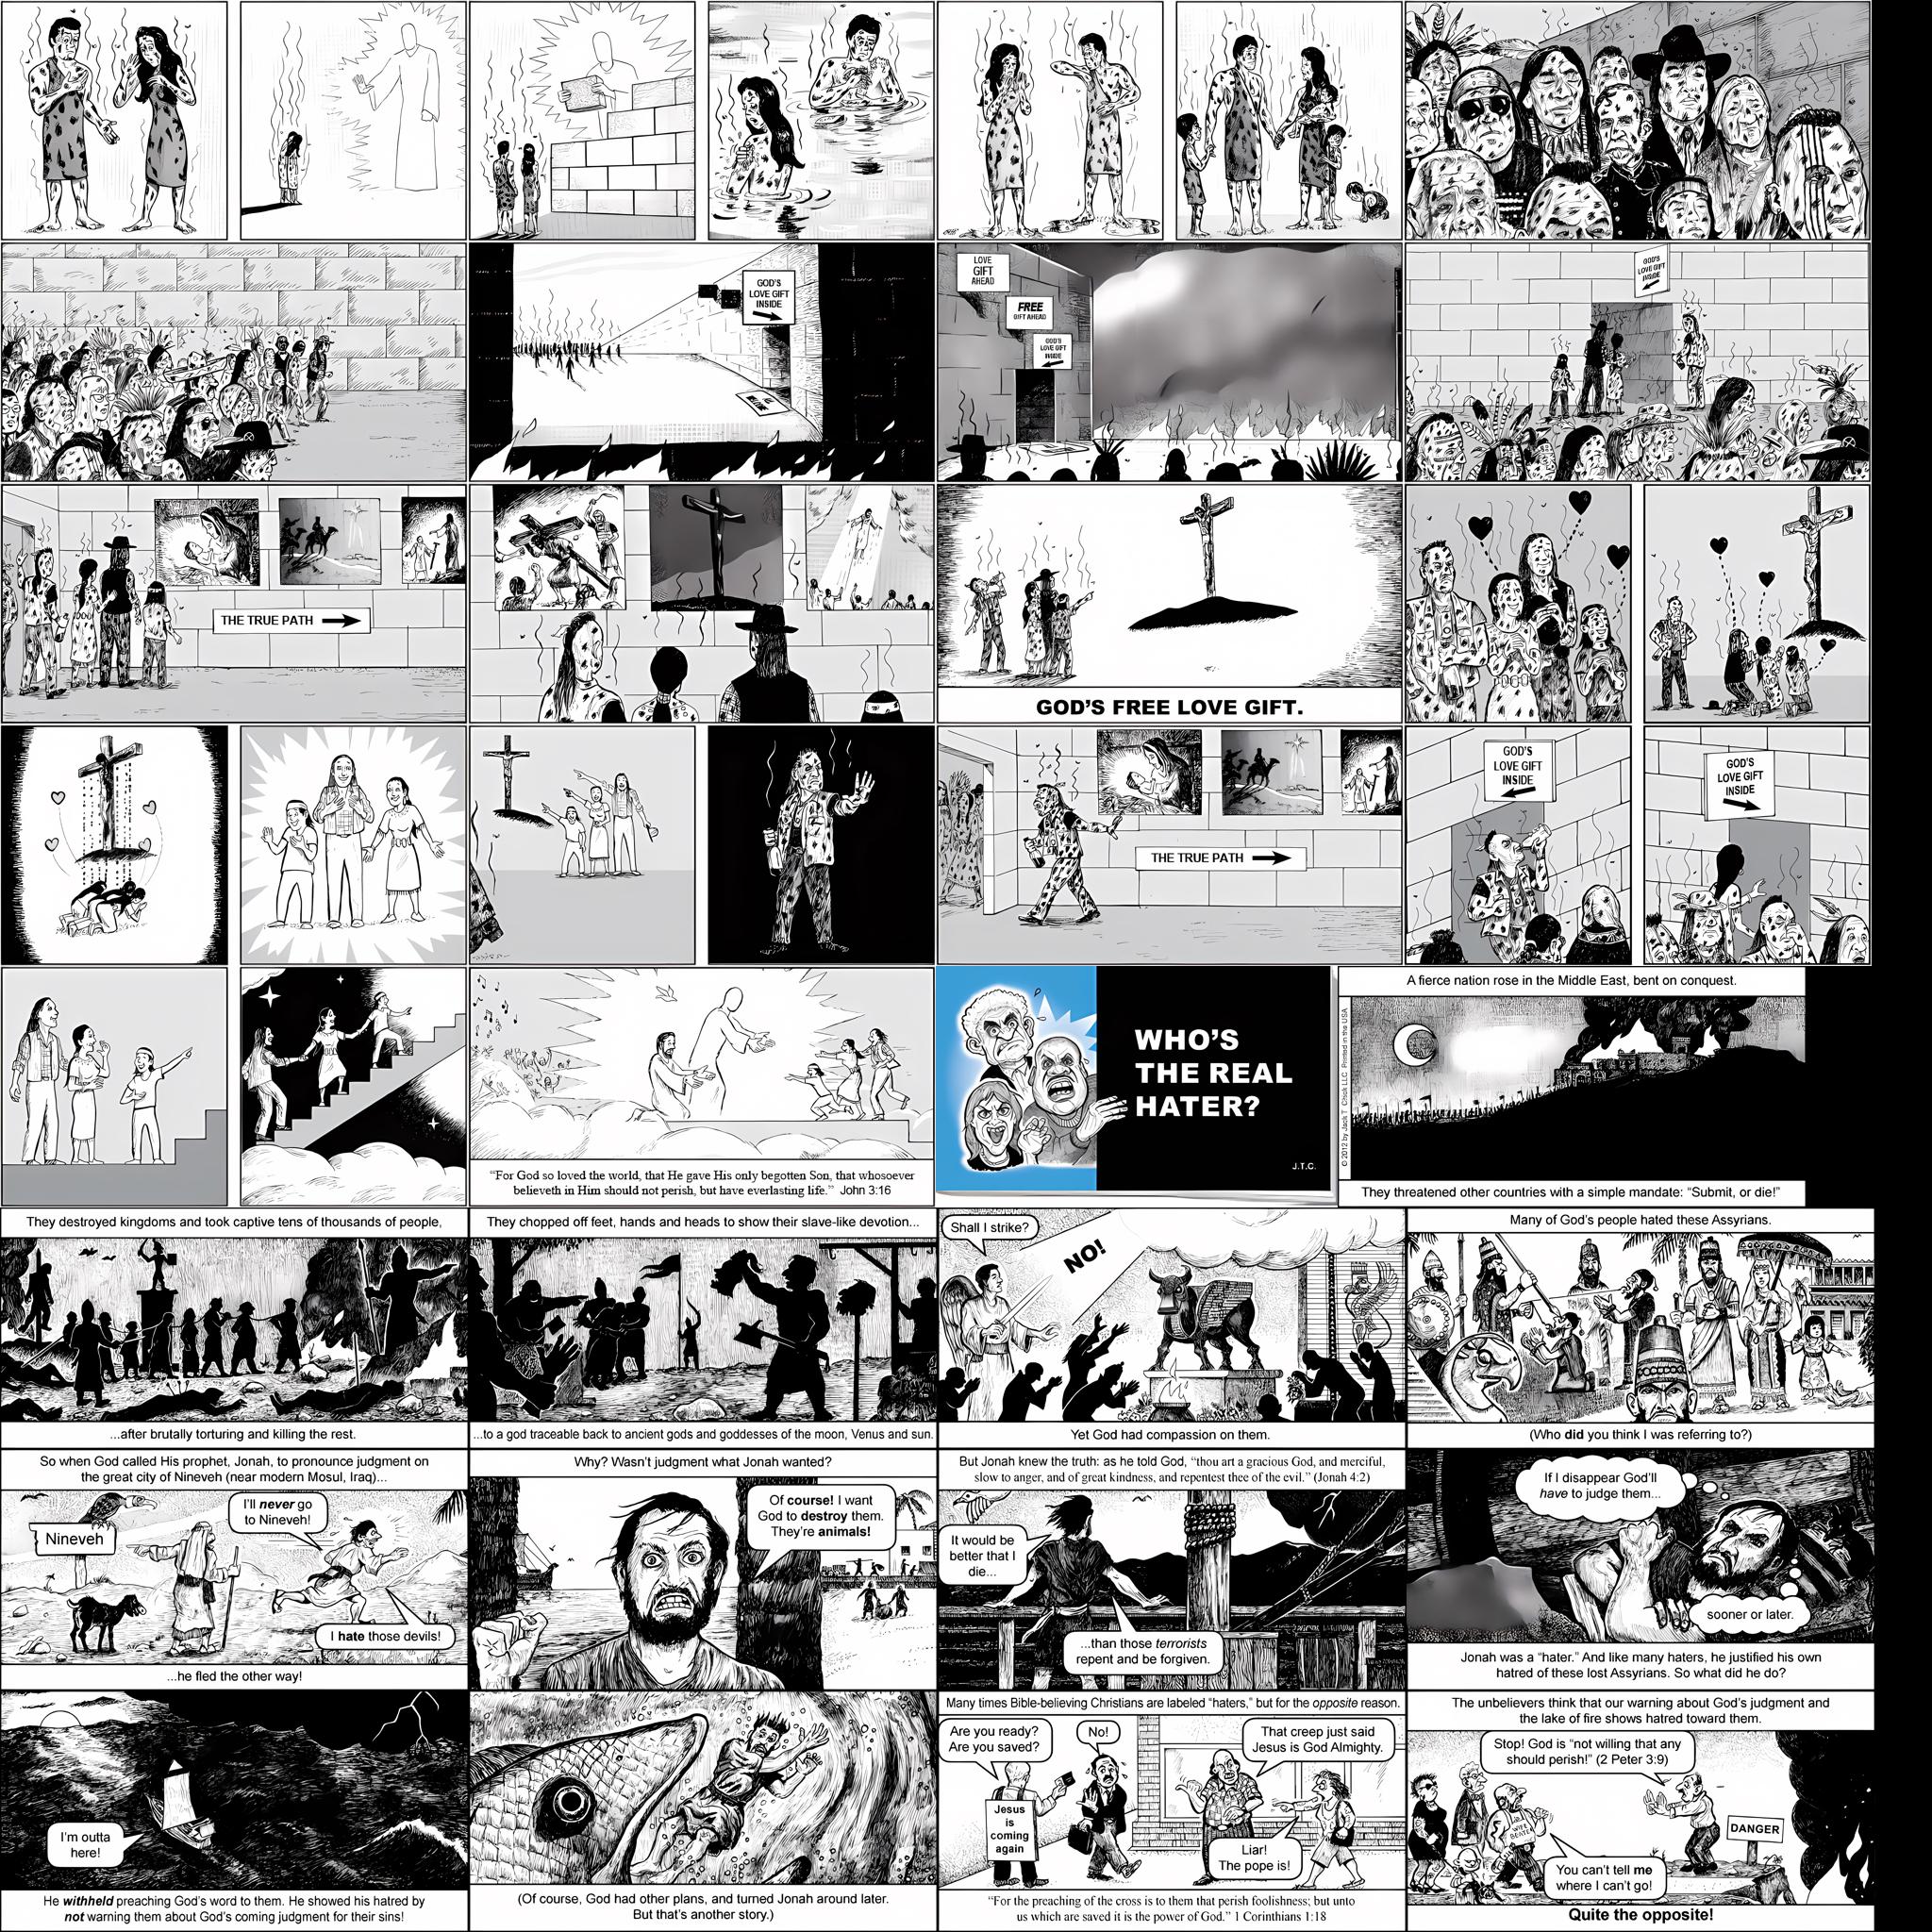 GOD'S
LOVE GIFT
INSIDE
LOVE
GIFT
AHEAD
FREE
GIFT AHEAD
GOD'S
LOVE GIFT
INSIDE
GOD'S
LOVE GIFT
INSIDE
THE TRUE PATH
GOD'S FREE LOVE GIFT.
THE TRUE PATH
GOD'S
LOVE GIFT
INSIDE
GOD'S
LOVE GIFT
INSIDE
"For God so loved the world, that He gave His only begotten Son, that whosoever
believeth in Him should not perish, but have everlasting life." John 3:16
WHO'S
THE REAL
HATER?
J.T.C.
A fierce nation rose in the Middle East, bent on conquest.
© 2012 by Jack T. Chick LLC Printed in the USA
They threatened other countries with a simple mandate: "Submit, or die!"
They destroyed kingdoms and took captive tens of thousands of people,
...after brutally torturing and killing the rest.
They chopped off feet, hands and heads to show their slave-like devotion...
...to a god traceable back to ancient gods and goddesses of the moon, Venus and sun.
Shall I strike?
NO!
Yet God had compassion on them.
Many of God's people hated these Assyrians.
(Who did you think I was referring to?)
So when God called His prophet, Jonah, to pronounce judgment on
the great city of Nineveh (near modern Mosul, Iraq)...
Nineveh
I'll never go
to Nineveh!
I hate those devils!
...he fled the other way!
Why? Wasn't judgment what Jonah wanted?
Of course! I want
God to destroy them.
They're animals!
But Jonah knew the truth: as he told God, "thou art a gracious God, and merciful,
slow to anger, and of great kindness, and repentest thee of the evil." (Jonah 4:2)
It would be
better that I
die...
...than those terrorists
repent and be forgiven.
If I disappear God'll
have to judge them...
sooner or later.
Jonah was a "hater." And like many haters, he justified his own
hatred of these lost Assyrians. So what did he do?
I'm outta
here!
He withheld preaching God's word to them. He showed his hatred by
not warning them about God's coming judgment for their sins!
(Of course, God had other plans, and turned Jonah around later.
But that's another story.)
Many times Bible-believing Christians are labeled "haters," but for the opposite reason.
Are you ready?
Are you saved?
No!
That creep just said
Jesus is God Almighty.
Jesus
is
coming
again
Liar!
The pope is!
"For the preaching of the cross is to them that perish foolishness; but unto
us which are saved it is the power of God." 1 Corinthians 1:18
The unbelievers think that our warning about God's judgment and
the lake of fire shows hatred toward them.
Stop! God is "not willing that any
should perish!" (2 Peter 3:9)
DANGER
You can't tell me
where I can't go!
Quite the opposite!